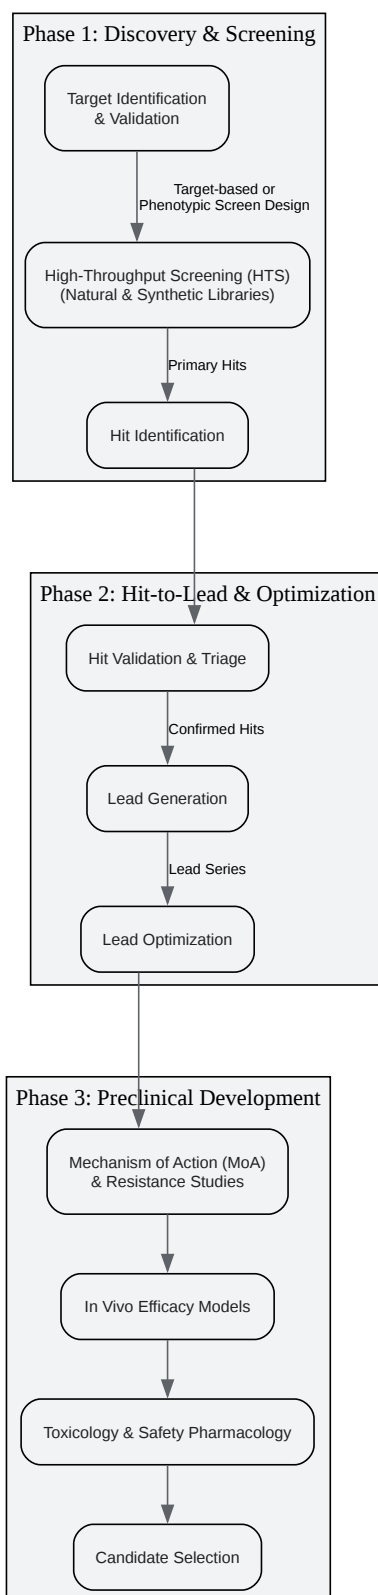 Phase 1: Discovery & Screening
Target Identification
& Validation
Target-based or
Phenotypic Screen Design
High-Throughput Screening (HTS)
(Natural & Synthetic Libraries)
Primary Hits
Hit Identification
Phase 2: Hit-to-Lead & Optimization
Hit Validation & Triage
Confirmed Hits
Lead Generation
Lead Series
Lead Optimization
Phase 3: Preclinical Development
Mechanism of Action (MoA)
& Resistance Studies
In Vivo Efficacy Models
Toxicology & Safety Pharmacology
Candidate Selection